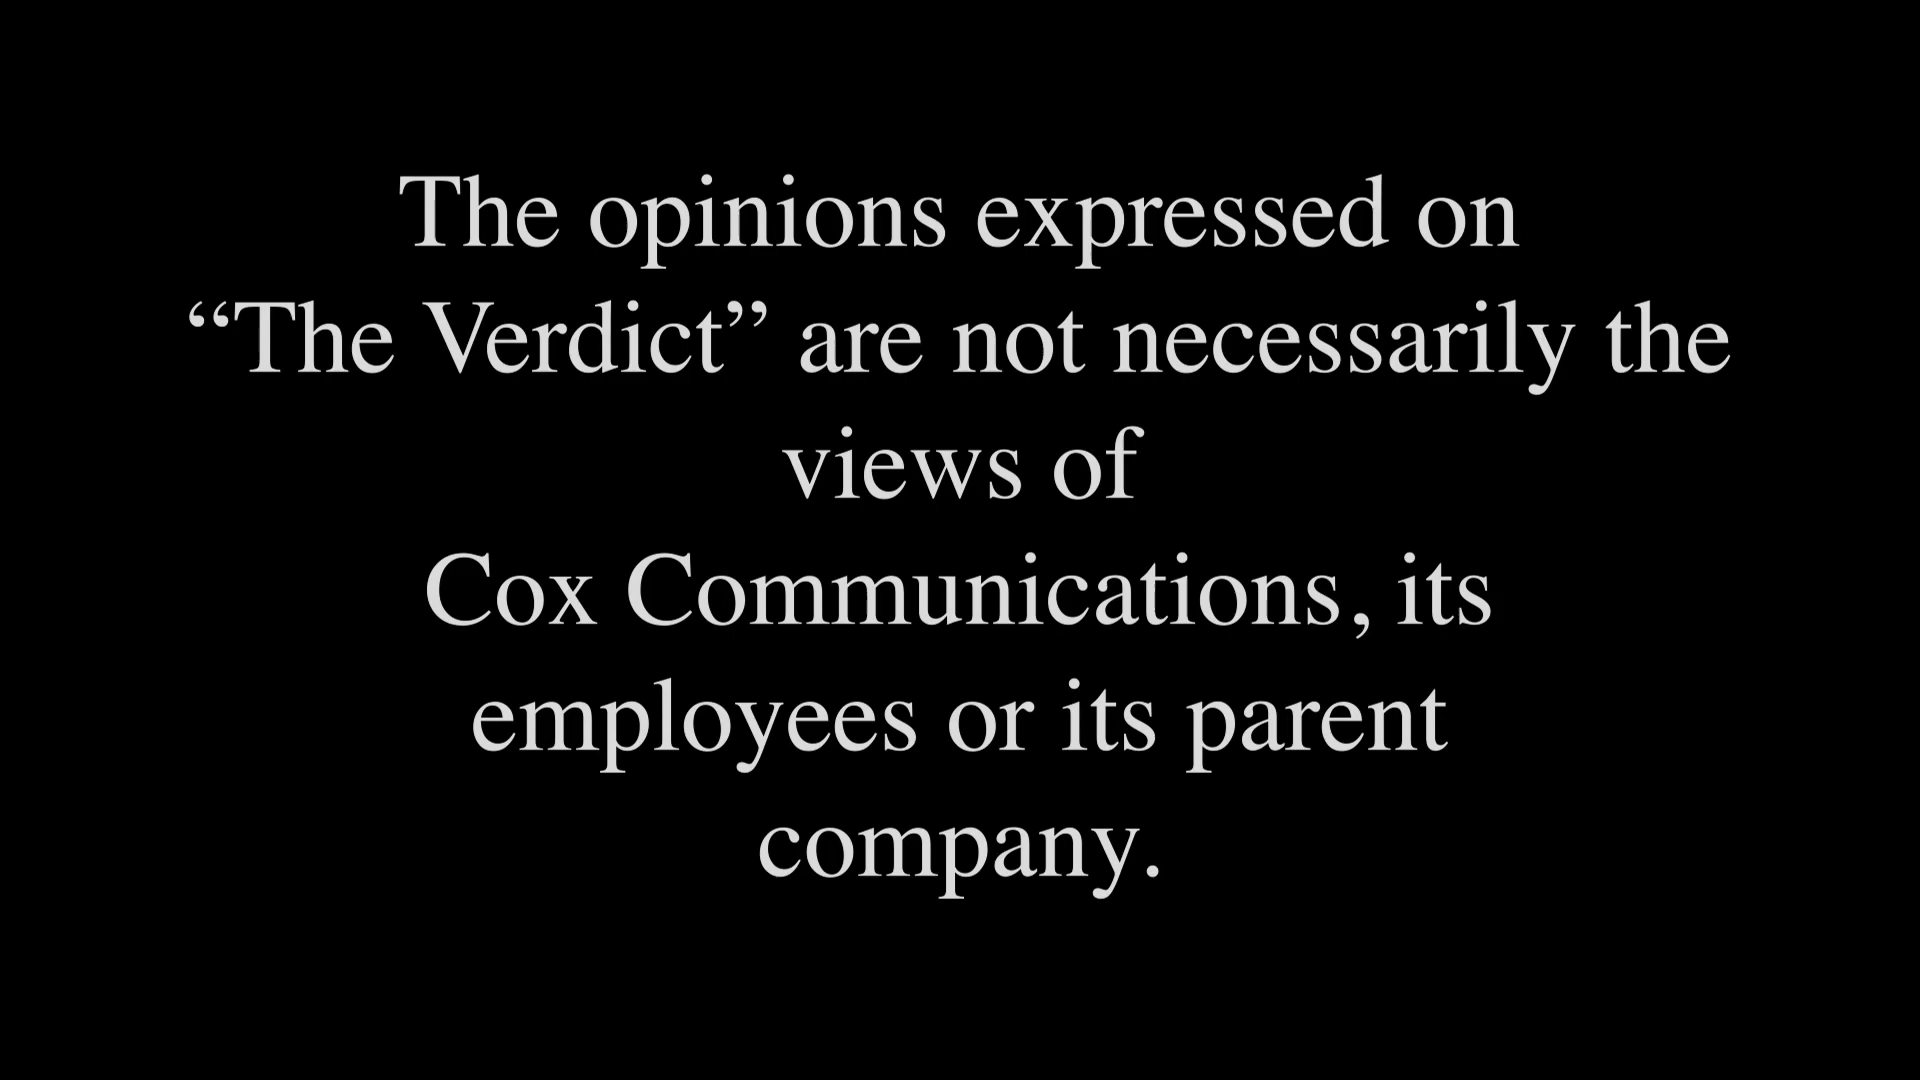 The opinions expressed on
“The Verdict” are not necessarily the
views of
Cox Communications, its
employees or its parent
company.